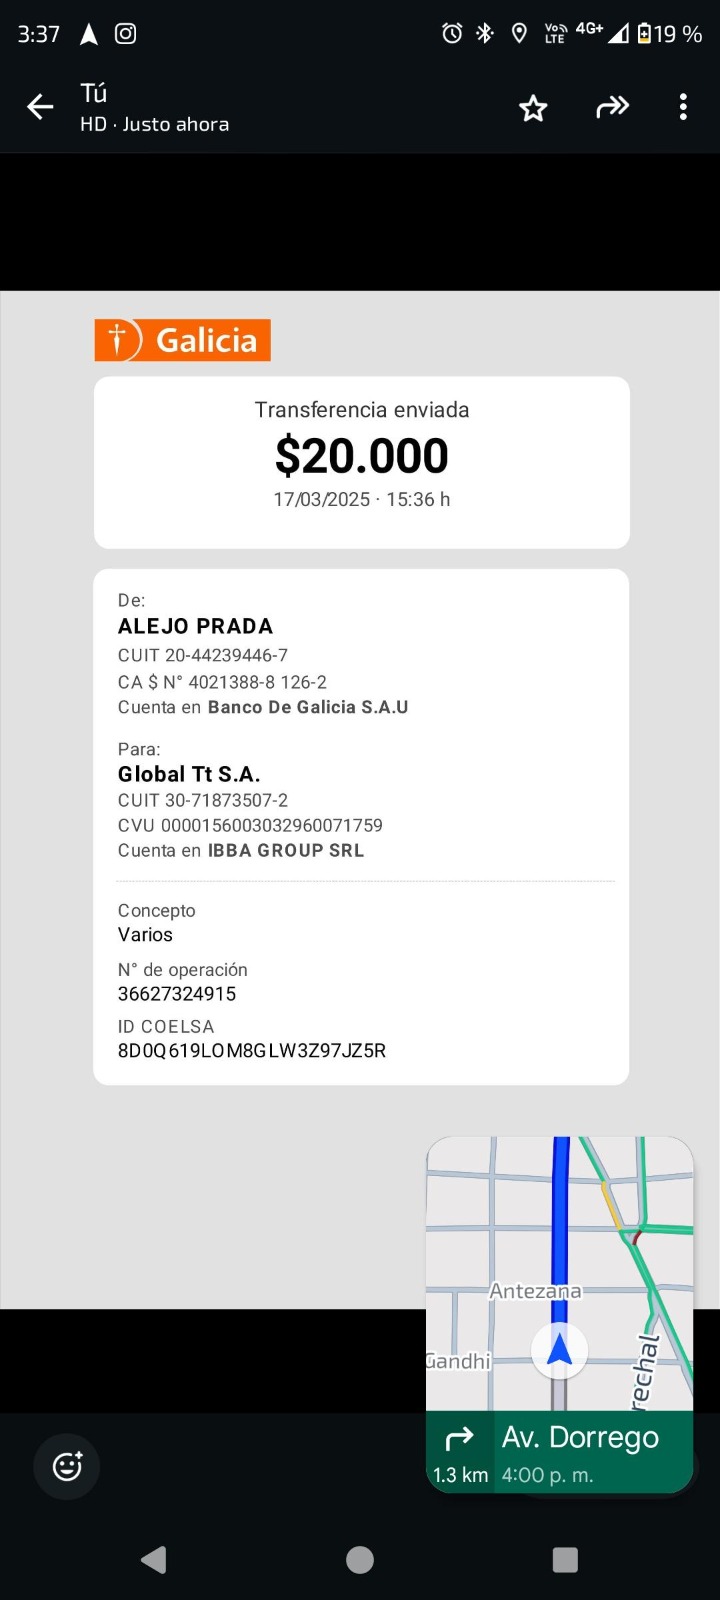 3:37
Vo LTE 4G+ 19 %
Tú
HD · Justo ahora
Galicia
Transferencia enviada
$20.000
17/03/2025 · 15:36 h
De:
ALEJO PRADA
CUIT 20-44239446-7
CA $ N° 4021388-8 126-2
Cuenta en Banco De Galicia S.A.U
Para:
Global Tt S.A.
CUIT 30-71873507-2
CVU 0000156003032960071759
Cuenta en IBBA GROUP SRL
Concepto
Varios
N° de operación
36627324915
ID COELSA
8D0Q619LOM8GLW3Z97JZ5R
Antezana
Gandhi
rechal
Av. Dorrego
1.3 km 4:00 p. m.